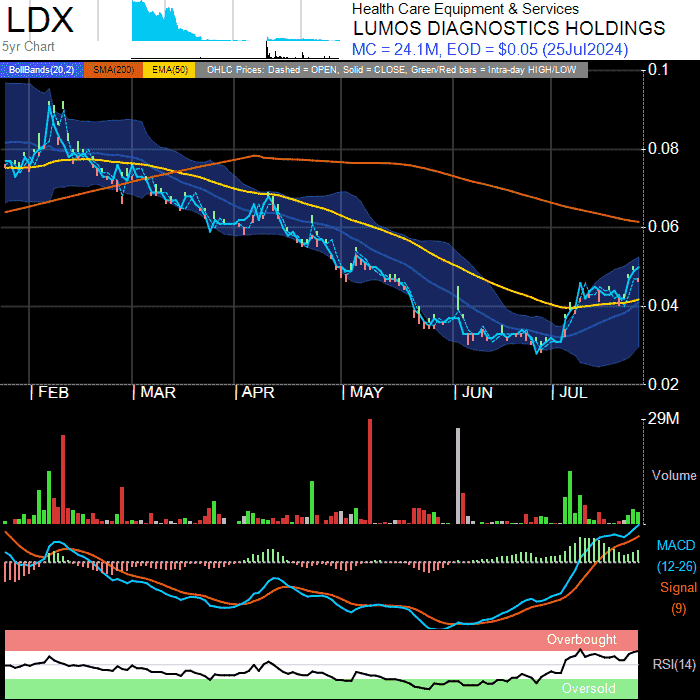 LDX
5yr Chart
Health Care Equipment & Services
LUMOS DIAGNOSTICS HOLDINGS
MC = 24.1M, EOD = $0.05 (25Jul2024)
BollBands(20,2) SMA(200) EMA(50) OHLC Prices: Dashed = OPEN, Solid = CLOSE, Green/Red bars = Intra-day HIGH/LOW
0.1
0.08
0.06
0.04
0.02
| FEB | MAR | APR | MAY | JUN | JUL
29M
Volume
MACD
(12-26)
Signal
(9)
Overbought
RSI(14)
Oversold